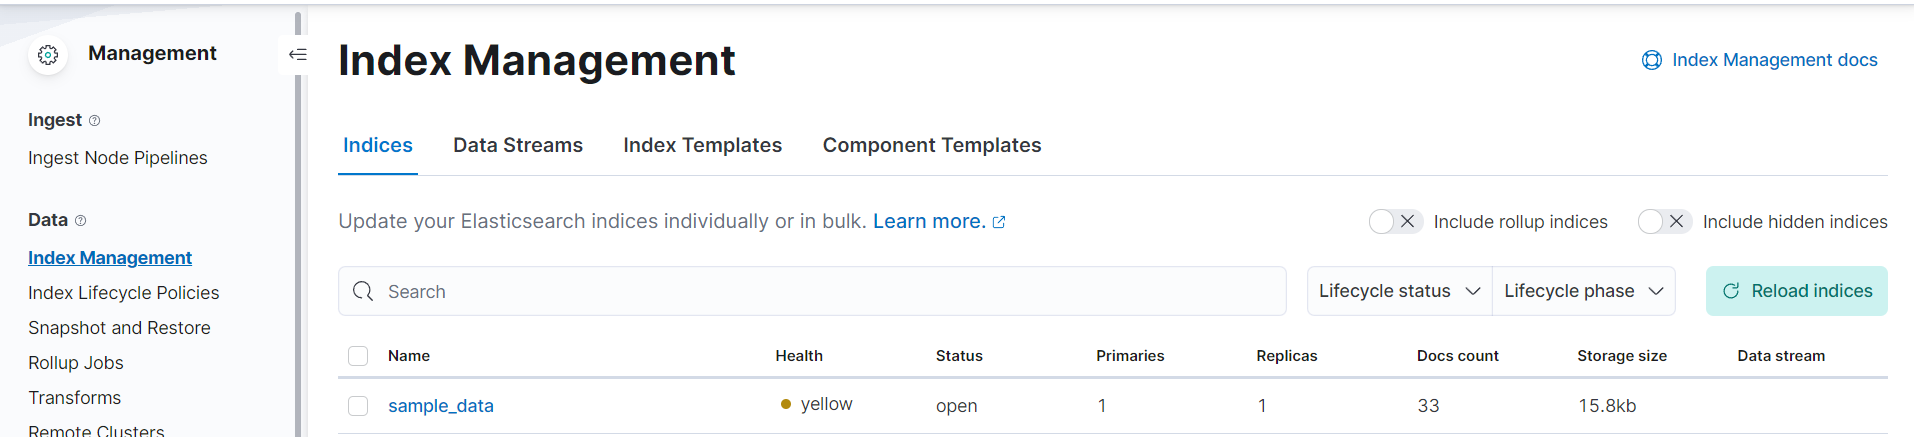 Management
Ingest
Ingest Node Pipelines
Data
Index Management
Index Lifecycle Policies
Snapshot and Restore
Rollup Jobs
Transforms
Remote Clusters
Index Management
Index Management docs
Indices Data Streams Index Templates Component Templates
Update your Elasticsearch indices individually or in bulk. Learn more.
Include rollup indices Include hidden indices
Search Lifecycle status Lifecycle phase Reload indices
Name Health Status Primaries Replicas Docs count Storage size Data stream
sample_data yellow open 1 1 33 15.8kb